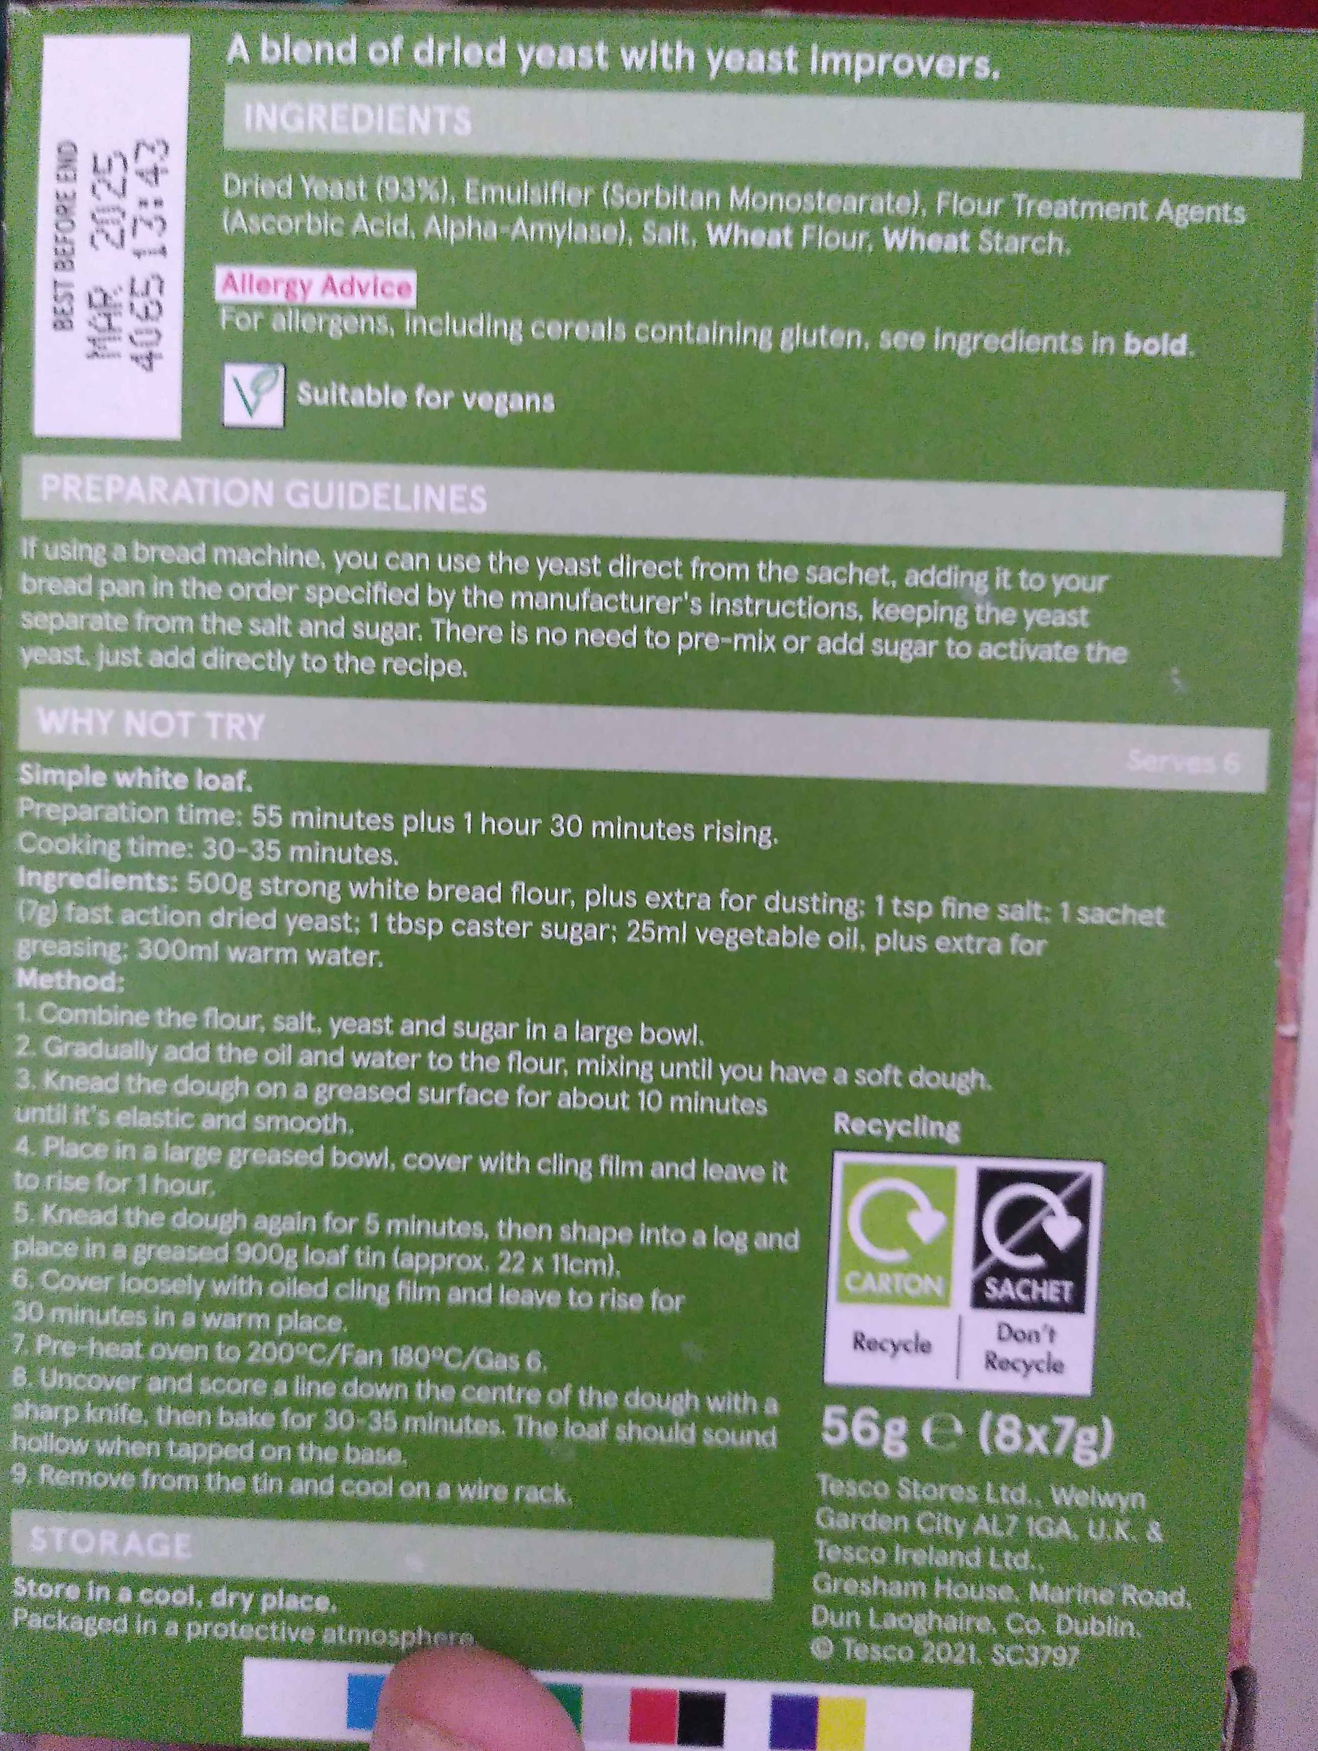 BEST BEFORE END
MAR 2025
4065 13:43
A blend of dried yeast with yeast improvers.
INGREDIENTS
Dried Yeast (93%), Emulsifier (Sorbitan Monostearate), Flour Treatment Agents
(Ascorbic Acid, Alpha-Amylase), Salt, Wheat Flour, Wheat Starch.
Allergy Advice
For allergens, including cereals containing gluten, see ingredients in bold.
Suitable for vegans
PREPARATION GUIDELINES
If using a bread machine, you can use the yeast direct from the sachet, adding it to your
bread pan in the order specified by the manufacturer's instructions, keeping the yeast
separate from the salt and sugar. There is no need to pre-mix or add sugar to activate the
yeast, just add directly to the recipe.
WHY NOT TRY
Serves 6
Simple white loaf.
Preparation time: 55 minutes plus 1 hour 30 minutes rising.
Cooking time: 30-35 minutes.
Ingredients: 500g strong white bread flour, plus extra for dusting; 1 tsp fine salt; 1 sachet
(7g) fast action dried yeast; 1 tbsp caster sugar; 25ml vegetable oil, plus extra for
greasing; 300ml warm water.
Method:
1. Combine the flour, salt, yeast and sugar in a large bowl.
2. Gradually add the oil and water to the flour, mixing until you have a soft dough.
3. Knead the dough on a greased surface for about 10 minutes
until it's elastic and smooth.
4. Place in a large greased bowl, cover with cling film and leave it
to rise for 1 hour.
5. Knead the dough again for 5 minutes, then shape into a log and
place in a greased 900g loaf tin (approx. 22 x 11cm).
6. Cover loosely with oiled cling film and leave to rise for
30 minutes in a warm place.
7. Pre-heat oven to 200°C/Fan 180°C/Gas 6.
8. Uncover and score a line down the centre of the dough with a
sharp knife, then bake for 30-35 minutes. The loaf should sound
hollow when tapped on the base.
9. Remove from the tin and cool on a wire rack.
STORAGE
Store in a cool, dry place.
Packaged in a protective atmosphere.
Recycling
CARTON
Recycle
SACHET
Don't
Recycle
56g ℮ (8x7g)
Tesco Stores Ltd., Welwyn
Garden City AL7 1GA, U.K. &
Tesco Ireland Ltd.,
Gresham House, Marine Road,
Dun Laoghaire, Co. Dublin.
© Tesco 2021. SC3797